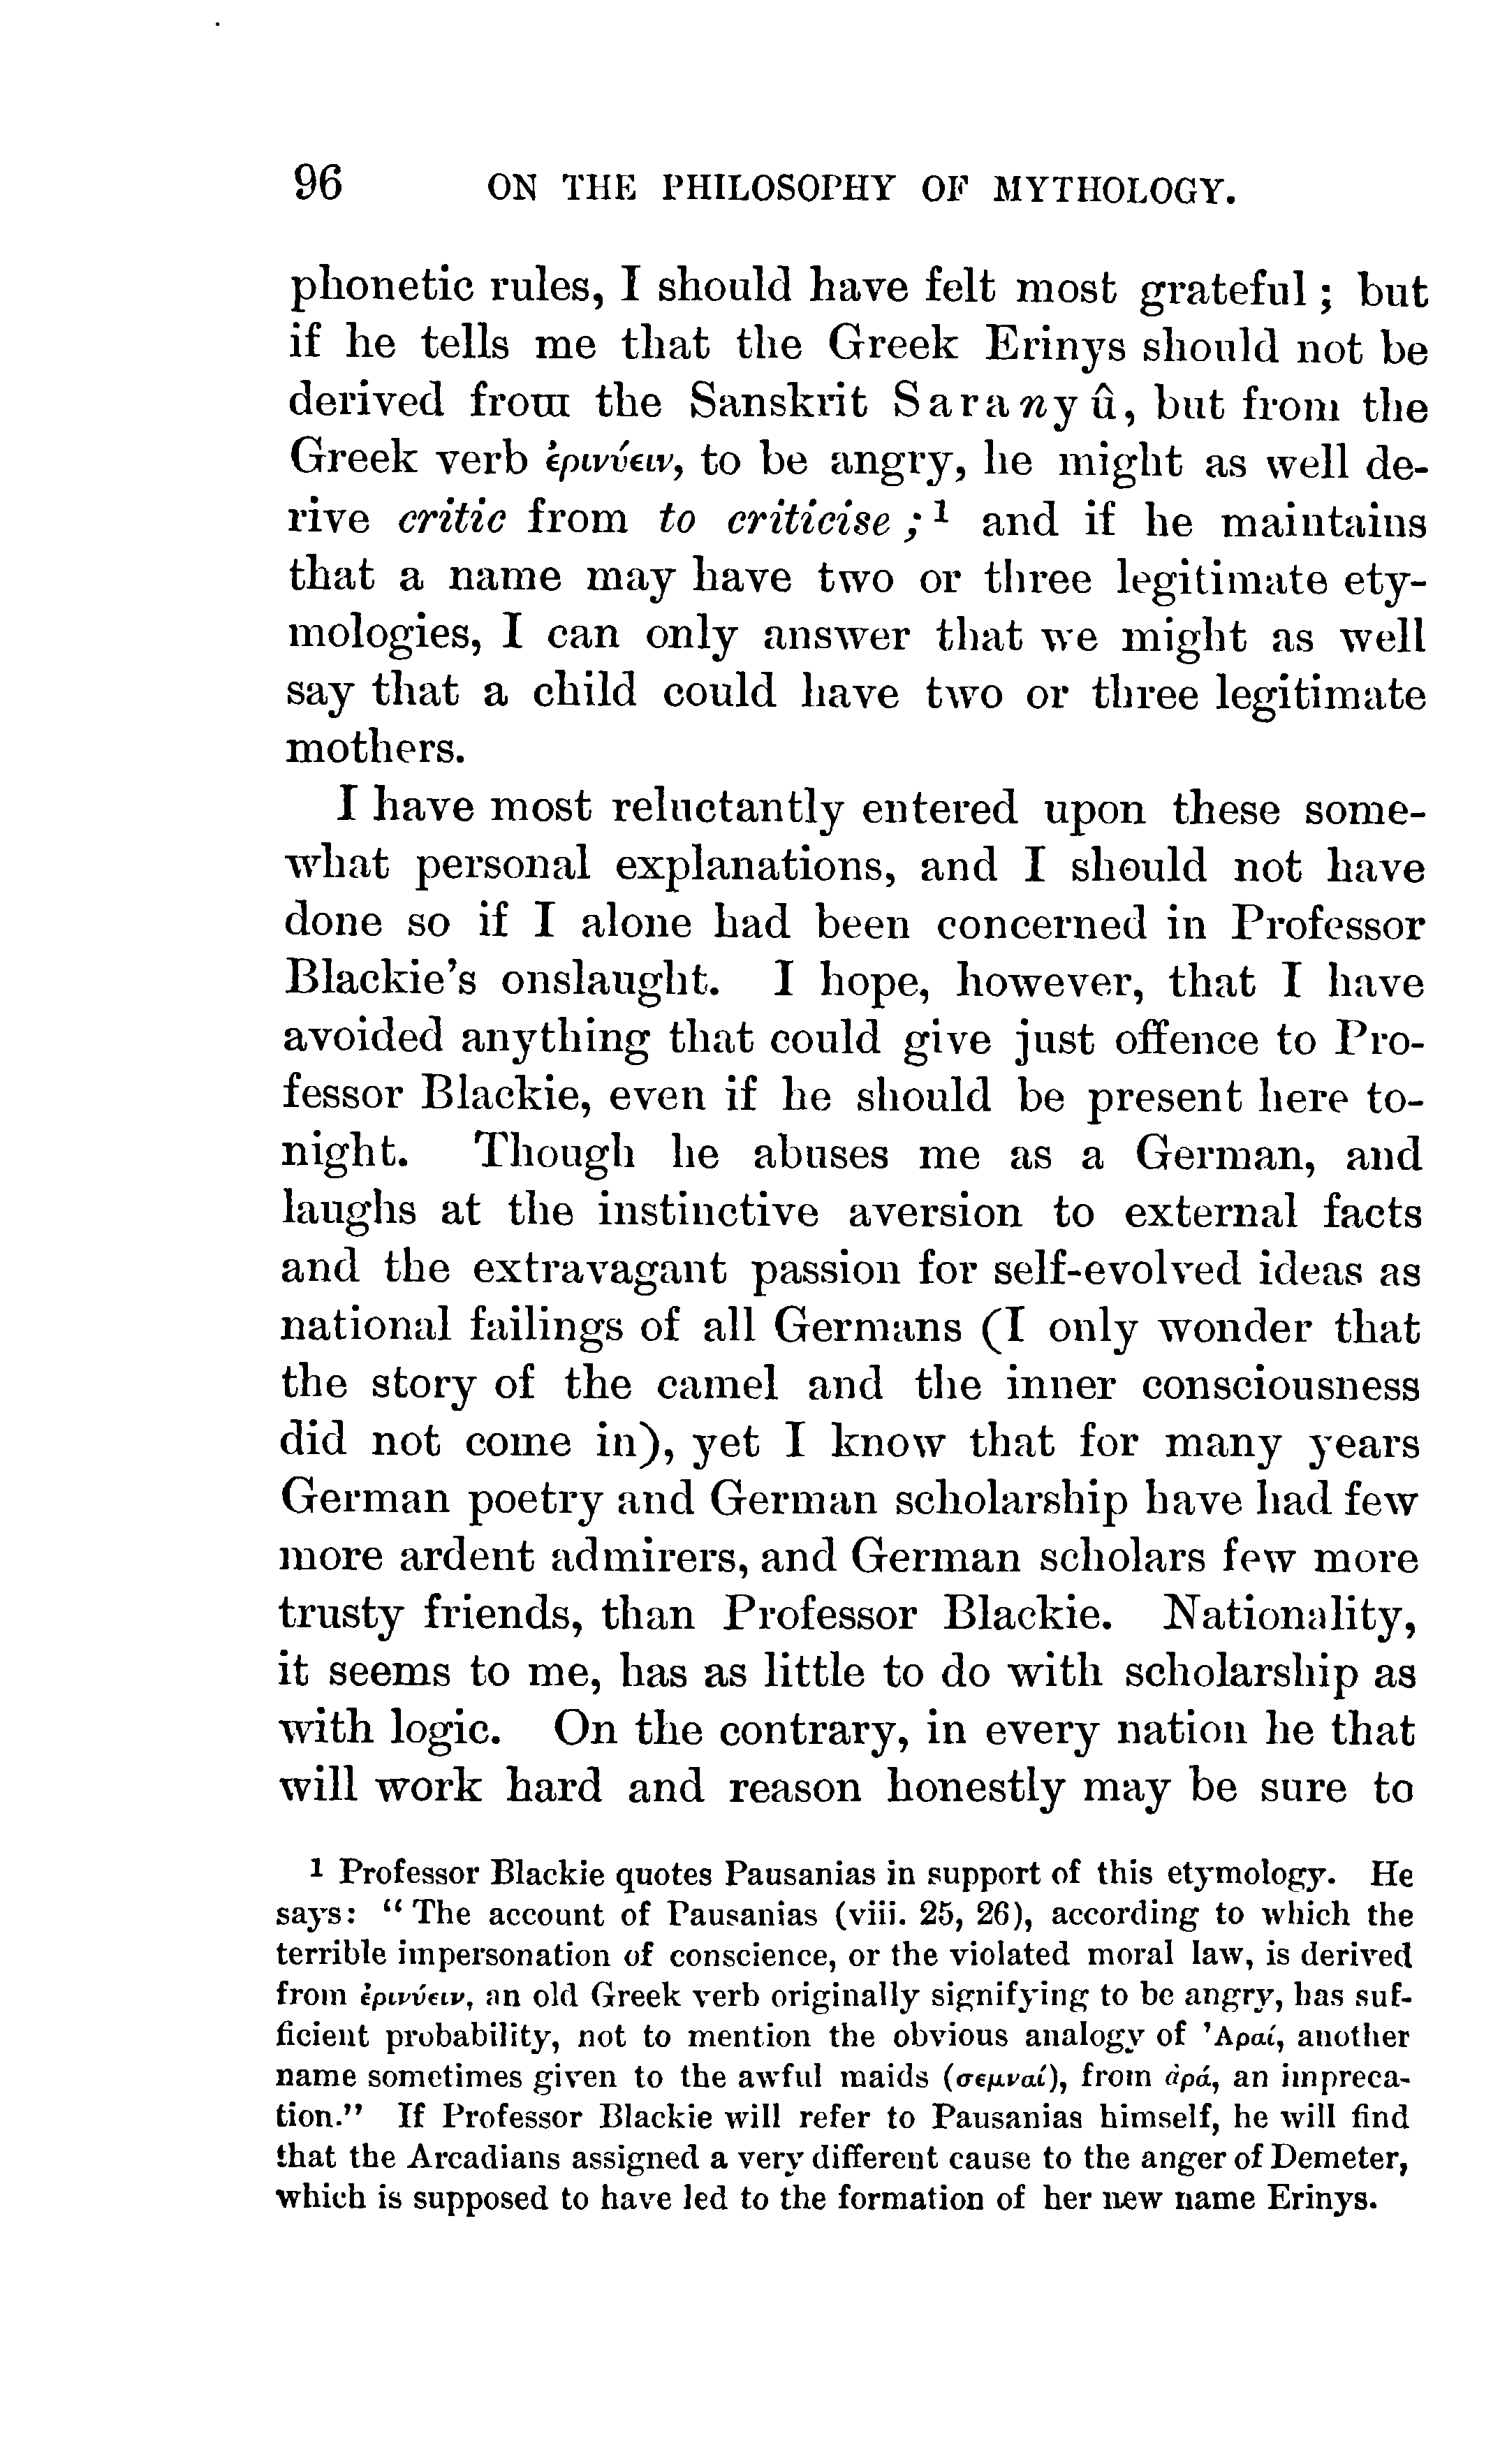 96 ON THE PHILOSOPHY OF MYTHOLOGY.
phonetic rules, I should have felt most grateful ; but
if he tells me that the Greek Erinys should not be
derived from the Sanskrit Saranyû, but from the
Greek verb ἐρινύειν, to be angry, he might as well de-
rive critic from to criticise ;¹ and if he maintains
that a name may have two or three legitimate ety-
mologies, I can only answer that we might as well
say that a child could have two or three legitimate
mothers.
I have most reluctantly entered upon these some-
what personal explanations, and I should not have
done so if I alone had been concerned in Professor
Blackie's onslaught. I hope, however, that I have
avoided anything that could give just offence to Pro-
fessor Blackie, even if he should be present here to-
night. Though he abuses me as a German, and
laughs at the instinctive aversion to external facts
and the extravagant passion for self-evolved ideas as
national failings of all Germans (I only wonder that
the story of the camel and the inner consciousness
did not come in), yet I know that for many years
German poetry and German scholarship have had few
more ardent admirers, and German scholars few more
trusty friends, than Professor Blackie. Nationality,
it seems to me, has as little to do with scholarship as
with logic. On the contrary, in every nation he that
will work hard and reason honestly may be sure to
1 Professor Blackie quotes Pausanias in support of this etymology. He
says: "The account of Pausanias (viii. 25, 26), according to which the
terrible impersonation of conscience, or the violated moral law, is derived
from ἐρινύειν, an old Greek verb originally signifying to be angry, has suf-
ficient probability, not to mention the obvious analogy of Ἀραί, another
name sometimes given to the awful maids (σεμναί), from ἀρά, an impreca-
tion." If Professor Blackie will refer to Pausanias himself, he will find
that the Arcadians assigned a very different cause to the anger of Demeter,
which is supposed to have led to the formation of her new name Erinys.